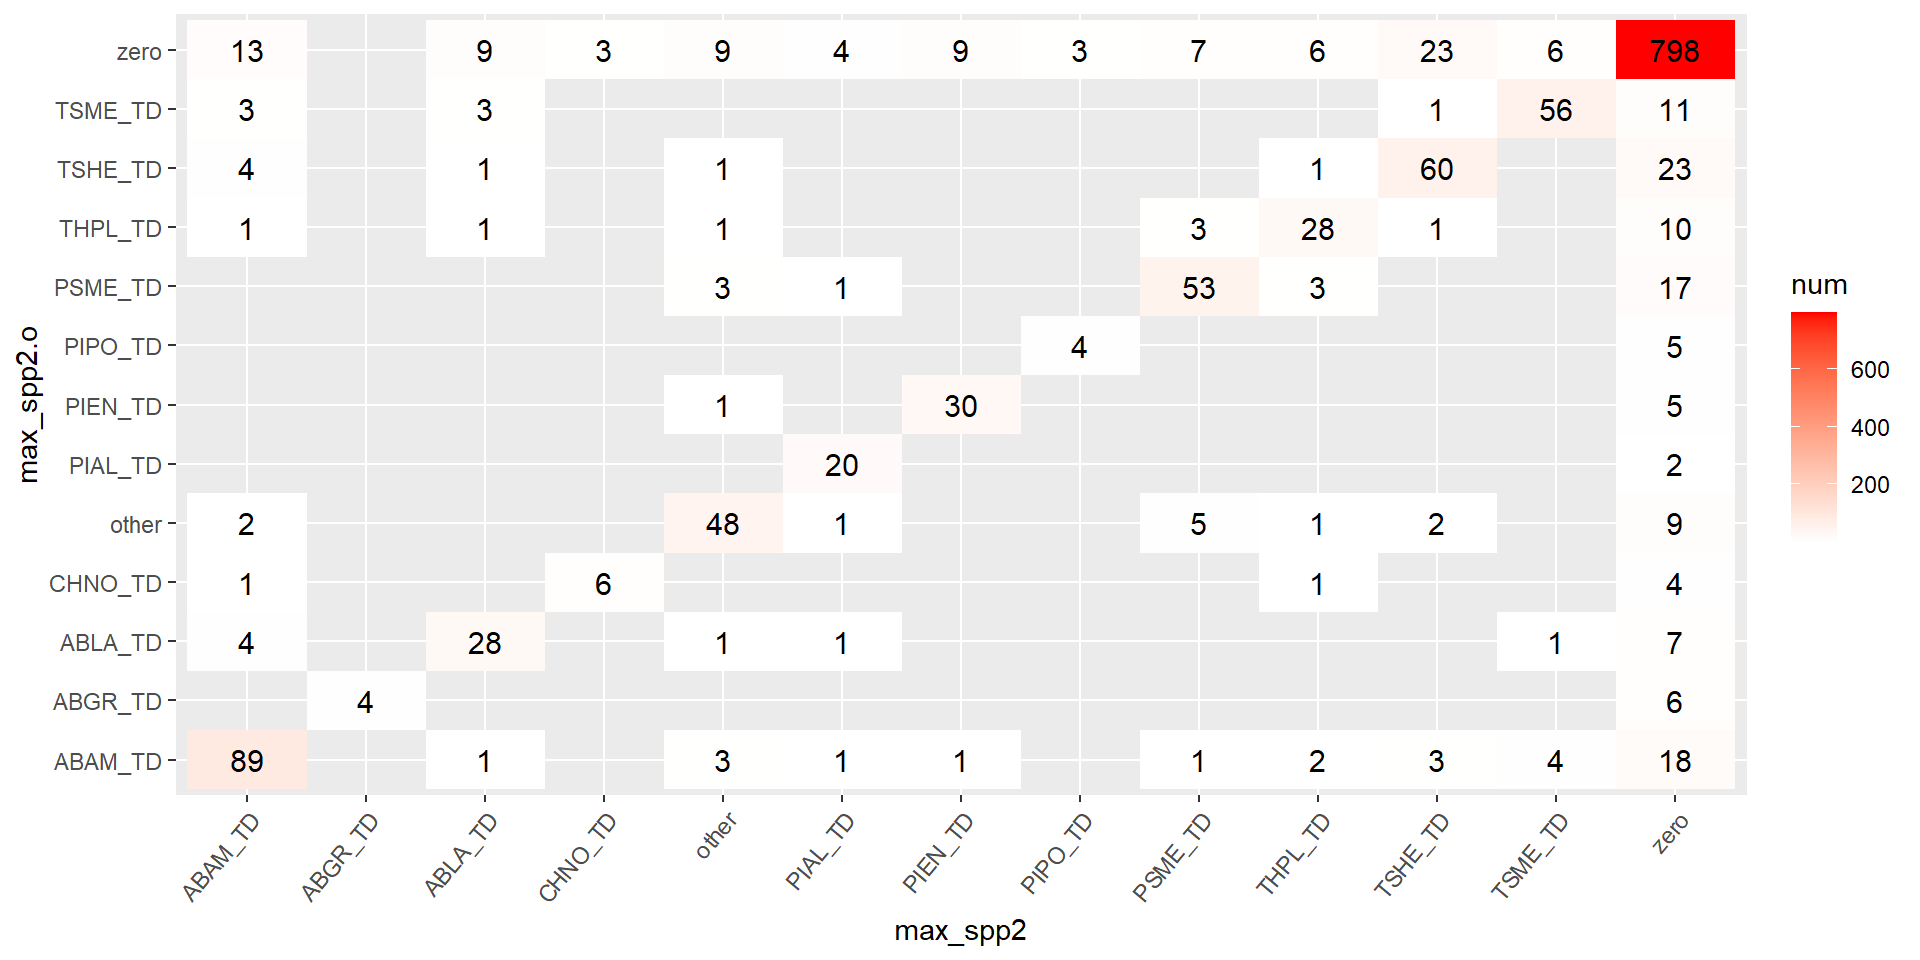 zero 13 9 3 9 4 9 3 7 6 23 6 798
TSME_TD 3 3 1 56 11
TSHE_TD 4 1 1 1 60 23
THPL_TD 1 1 1 3 28 1 10
PSME_TD 3 1 53 3 17
PIPO_TD 4 5
PIEN_TD 1 30 5
PIAL_TD 20 2
other 2 48 1 5 1 2 9
CHNO_TD 1 6 1 4
ABLA_TD 4 28 1 1 1 7
ABGR_TD 4 6
ABAM_TD 89 1 3 1 1 1 2 3 4 18
ABAM_TD ABGR_TD ABLA_TD CHNO_TD other PIAL_TD PIEN_TD PIPO_TD PSME_TD THPL_TD TSHE_TD TSME_TD zero
max_spp2
max_spp2.o
num
600
400
200